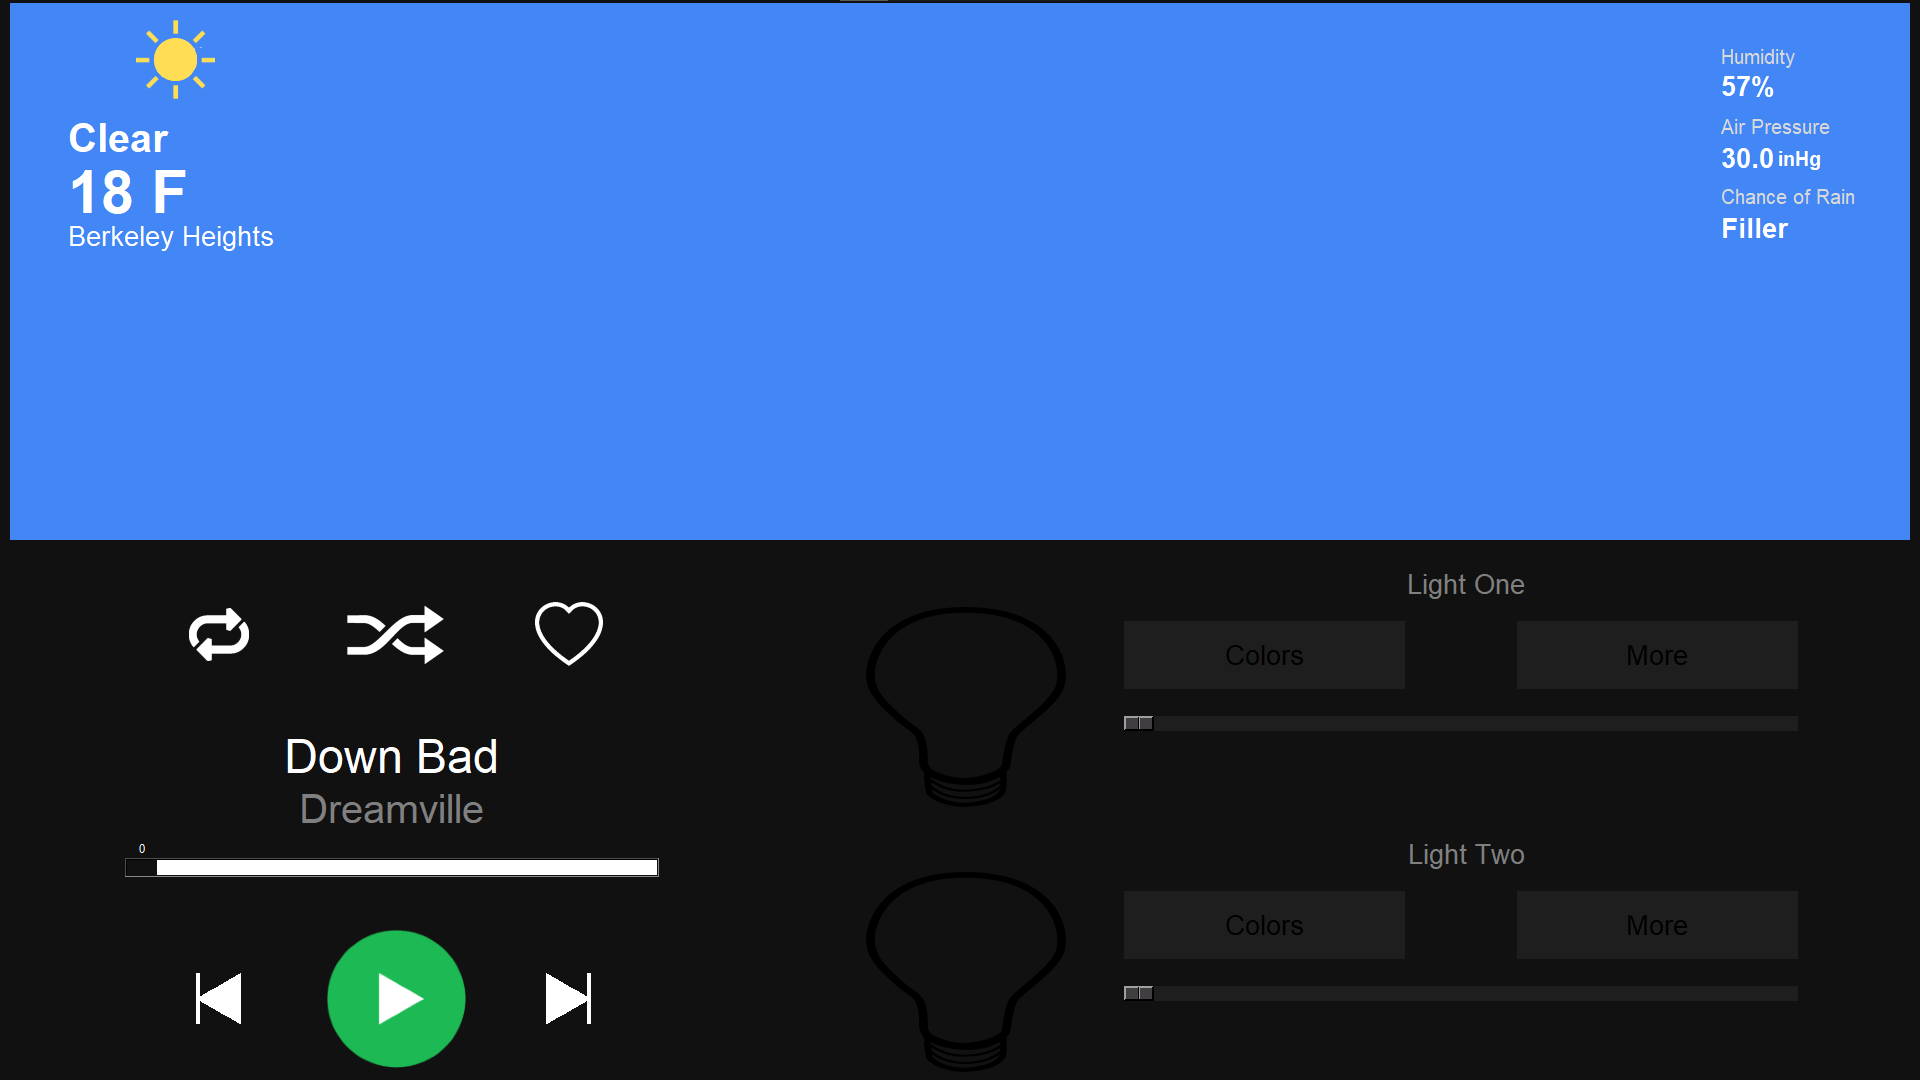 Clear
18 F
Berkeley Heights
Humidity
57%
Air Pressure
30.0 inHg
Chance of Rain
Filler
Down Bad
Dreamville
0
Light One
Colors
More
Light Two
Colors
More